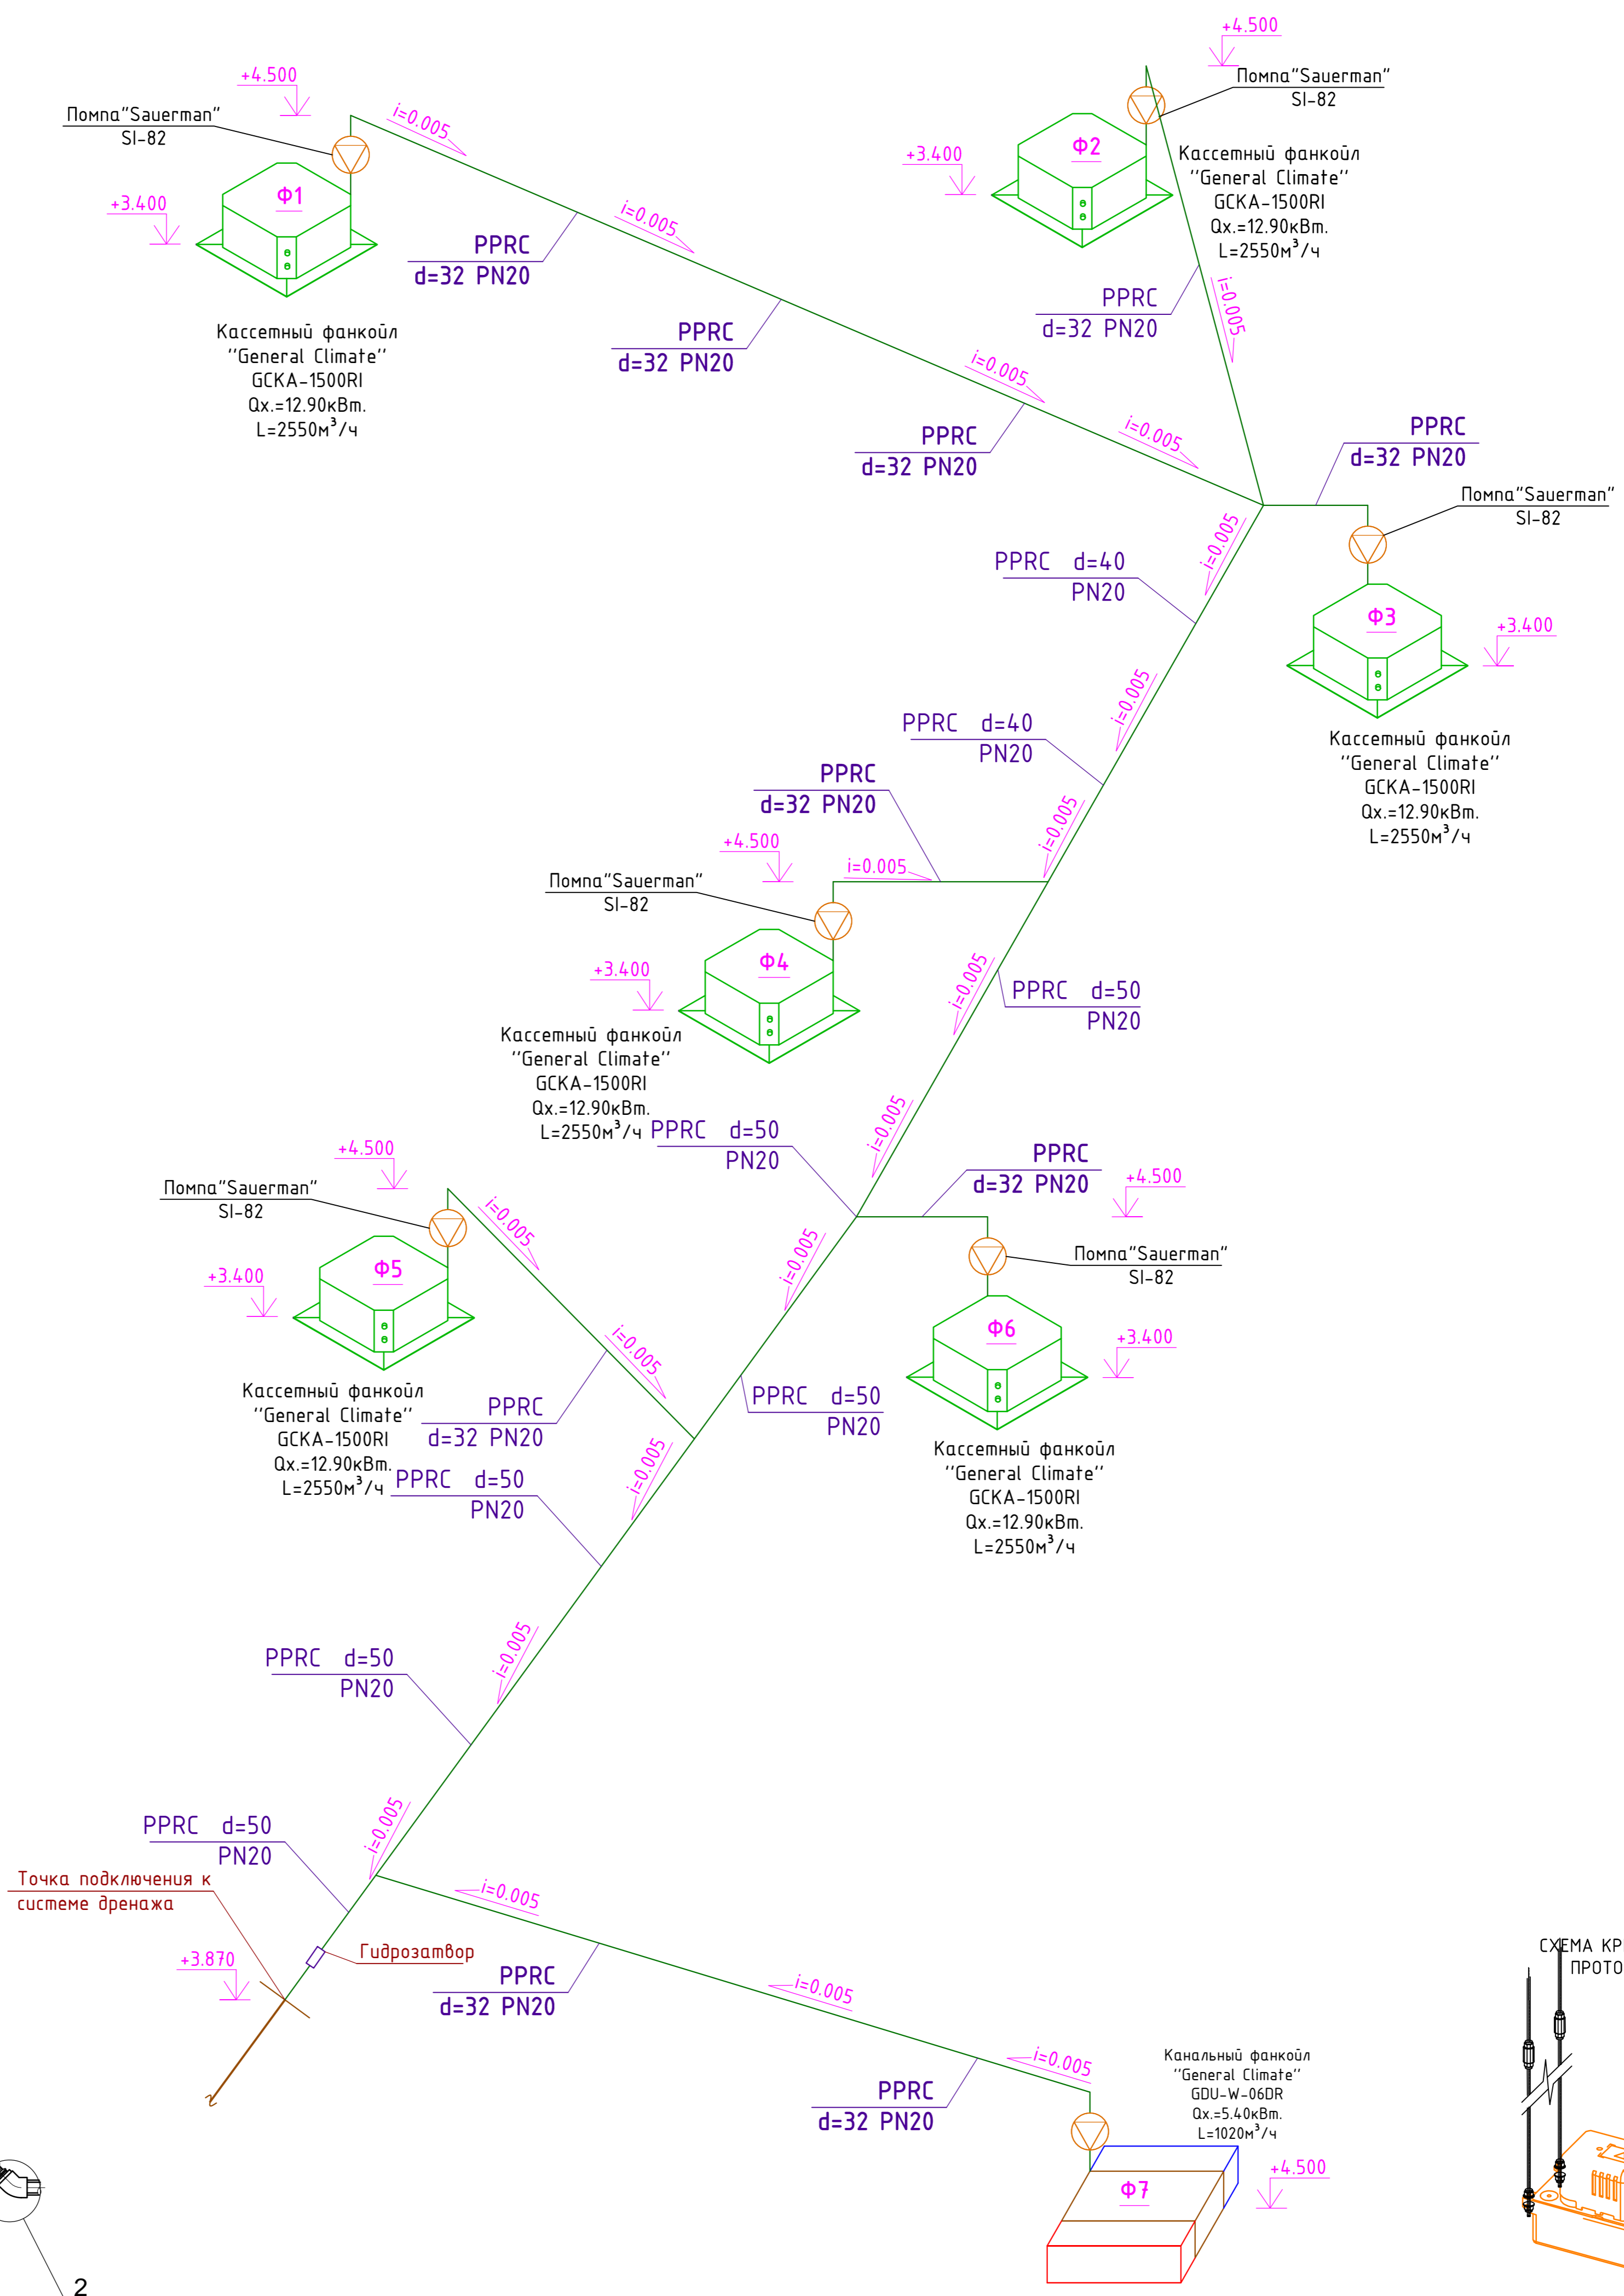 +4.500
Помпа"Sauerman"
SI-82
+3.400
Ф1
i=0.005
i=0.005
i=0.005
i=0.005
PPRC
d=32 PN20
PPRC
d=32 PN20
PPRC
d=32 PN20
Кассетный фанкойл
''General Climate''
GCKA-1500RI
Qх.=12.90кВт.
L=2550м³/ч
+4.500
Помпа"Sauerman"
SI-82
+3.400
Ф2
Кассетный фанкойл
''General Climate''
GCKA-1500RI
Qх.=12.90кВт.
L=2550м³/ч
PPRC
d=32 PN20
i=0.005
PPRC
d=32 PN20
Помпа"Sauerman"
SI-82
Ф3
+3.400
Кассетный фанкойл
''General Climate''
GCKA-1500RI
Qх.=12.90кВт.
L=2550м³/ч
i=0.005
PPRC d=40
PN20
i=0.005
PPRC d=40
PN20
i=0.005
PPRC
d=32 PN20
+4.500
i=0.005
Помпа"Sauerman"
SI-82
+3.400
Ф4
Кассетный фанкойл
''General Climate''
GCKA-1500RI
Qх.=12.90кВт.
L=2550м³/ч
i=0.005
PPRC d=50
PN20
i=0.005
PPRC d=50
PN20
PPRC
d=32 PN20
+4.500
Помпа"Sauerman"
SI-82
Ф6
+3.400
Кассетный фанкойл
''General Climate''
GCKA-1500RI
Qх.=12.90кВт.
L=2550м³/ч
+4.500
Помпа"Sauerman"
SI-82
+3.400
Ф5
i=0.005
i=0.005
Кассетный фанкойл
''General Climate''
GCKA-1500RI
Qх.=12.90кВт.
L=2550м³/ч
PPRC
d=32 PN20
i=0.005
PPRC d=50
PN20
i=0.005
PPRC d=50
PN20
i=0.005
PPRC d=50
PN20
i=0.005
PPRC d=50
PN20
Точка подключения к
системе дренажа
+3.870
Гидрозатвор
i=0.005
PPRC
d=32 PN20
i=0.005
i=0.005
PPRC
d=32 PN20
Канальный фанкойл
''General Climate''
GDU-W-06DR
Qх.=5.40кВт.
L=1020м³/ч
Ф7
+4.500
СХЕМА КР
ПРОТО
2